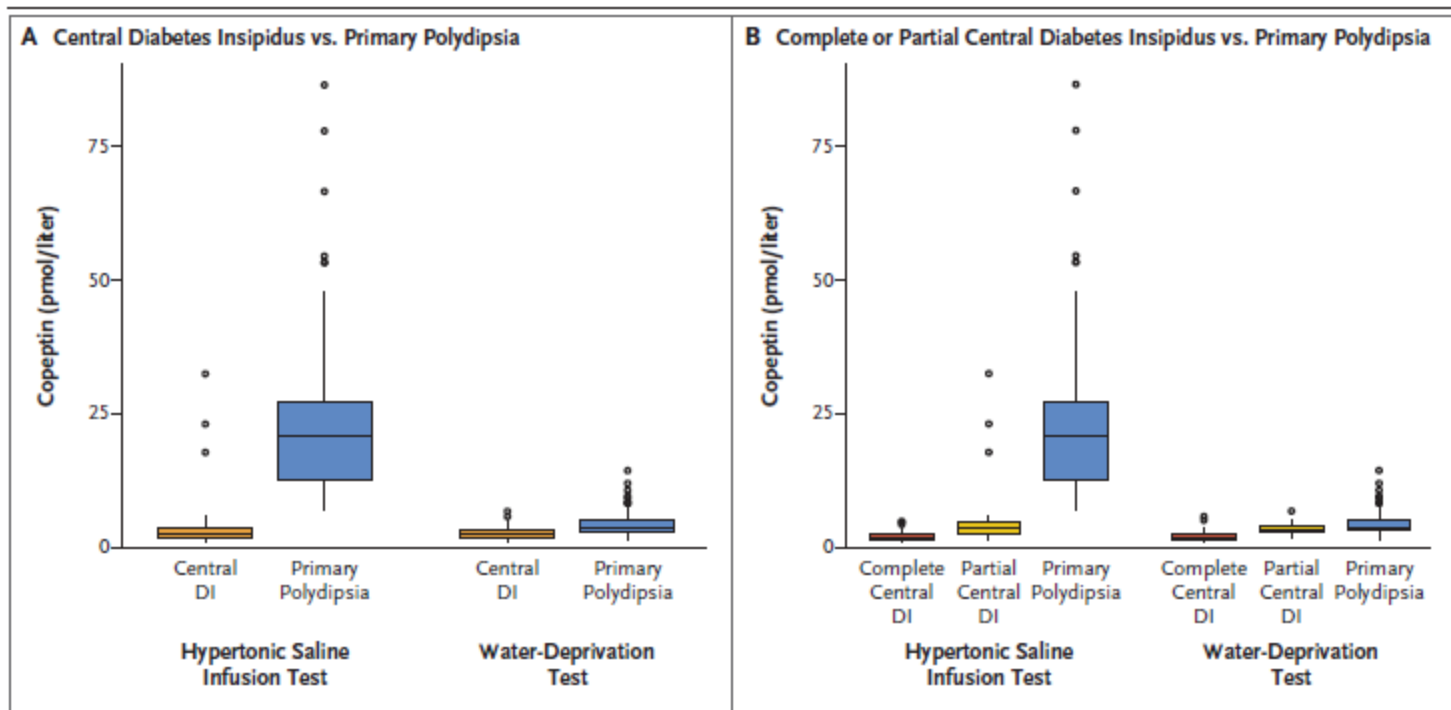 A Central Diabetes Insipidus vs. Primary Polydipsia
Copeptin (pmol/liter)
75
50
25
0
Central
DI
Primary
Polydipsia
Central
DI
Primary
Polydipsia
Hypertonic Saline
Infusion Test
Water-Deprivation
Test
B Complete or Partial Central Diabetes Insipidus vs. Primary Polydipsia
Copeptin (pmol/liter)
75
50
25
0
Complete
Central
DI
Partial
Central
DI
Primary
Polydipsia
Complete
Central
DI
Partial
Central
DI
Primary
Polydipsia
Hypertonic Saline
Infusion Test
Water-Deprivation
Test